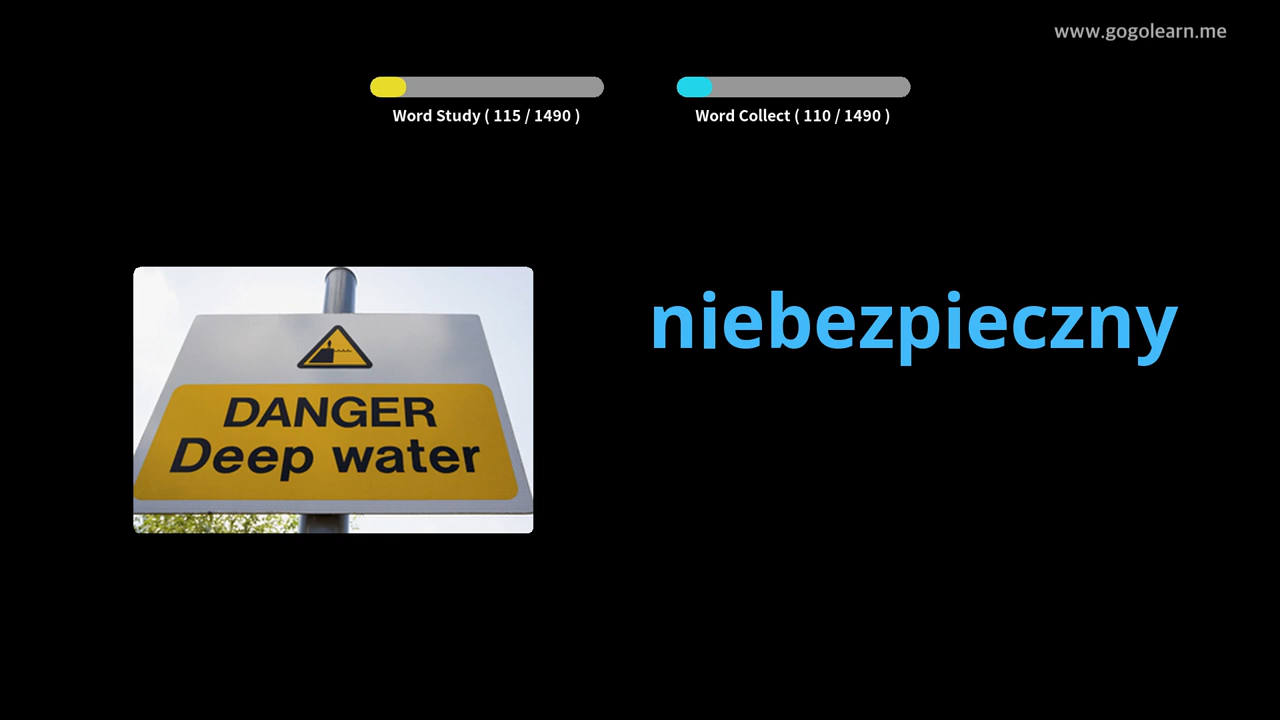 www.gogolearn.me
Word Study ( 115 / 1490 )
Word Collect ( 110 / 1490 )
niebezpieczny
DANGER
Deep water